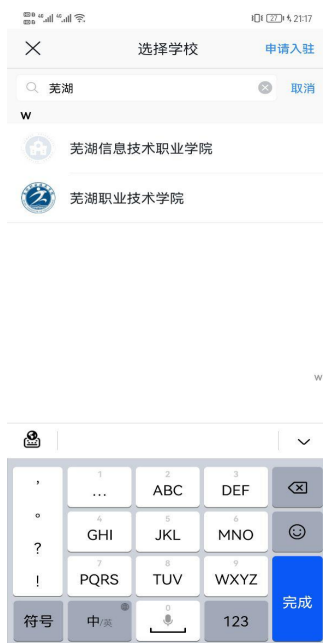 27 21:17
选择学校
申请入驻
芜湖
取消
W
芜湖信息技术职业学院
芜湖职业技术学院
W
，
。
?
!
1
...
2
ABC
3
DEF
4
GHI
5
JKL
6
MNO
7
PQRS
8
TUV
9
WXYZ
完成
符号
中/英
0
123